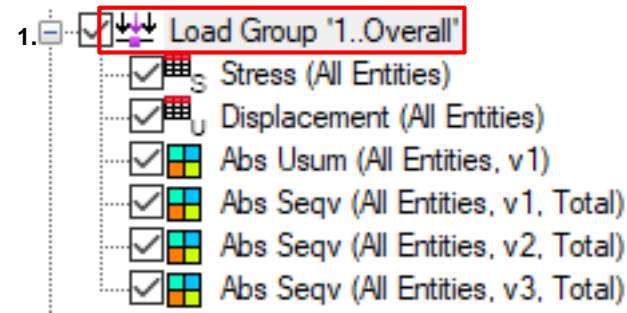 1. Load Group '1..Overall'
S Stress (All Entities)
U Displacement (All Entities)
Abs Usum (All Entities, v1)
Abs Seqv (All Entities, v1, Total)
Abs Seqv (All Entities, v2, Total)
Abs Seqv (All Entities, v3, Total)